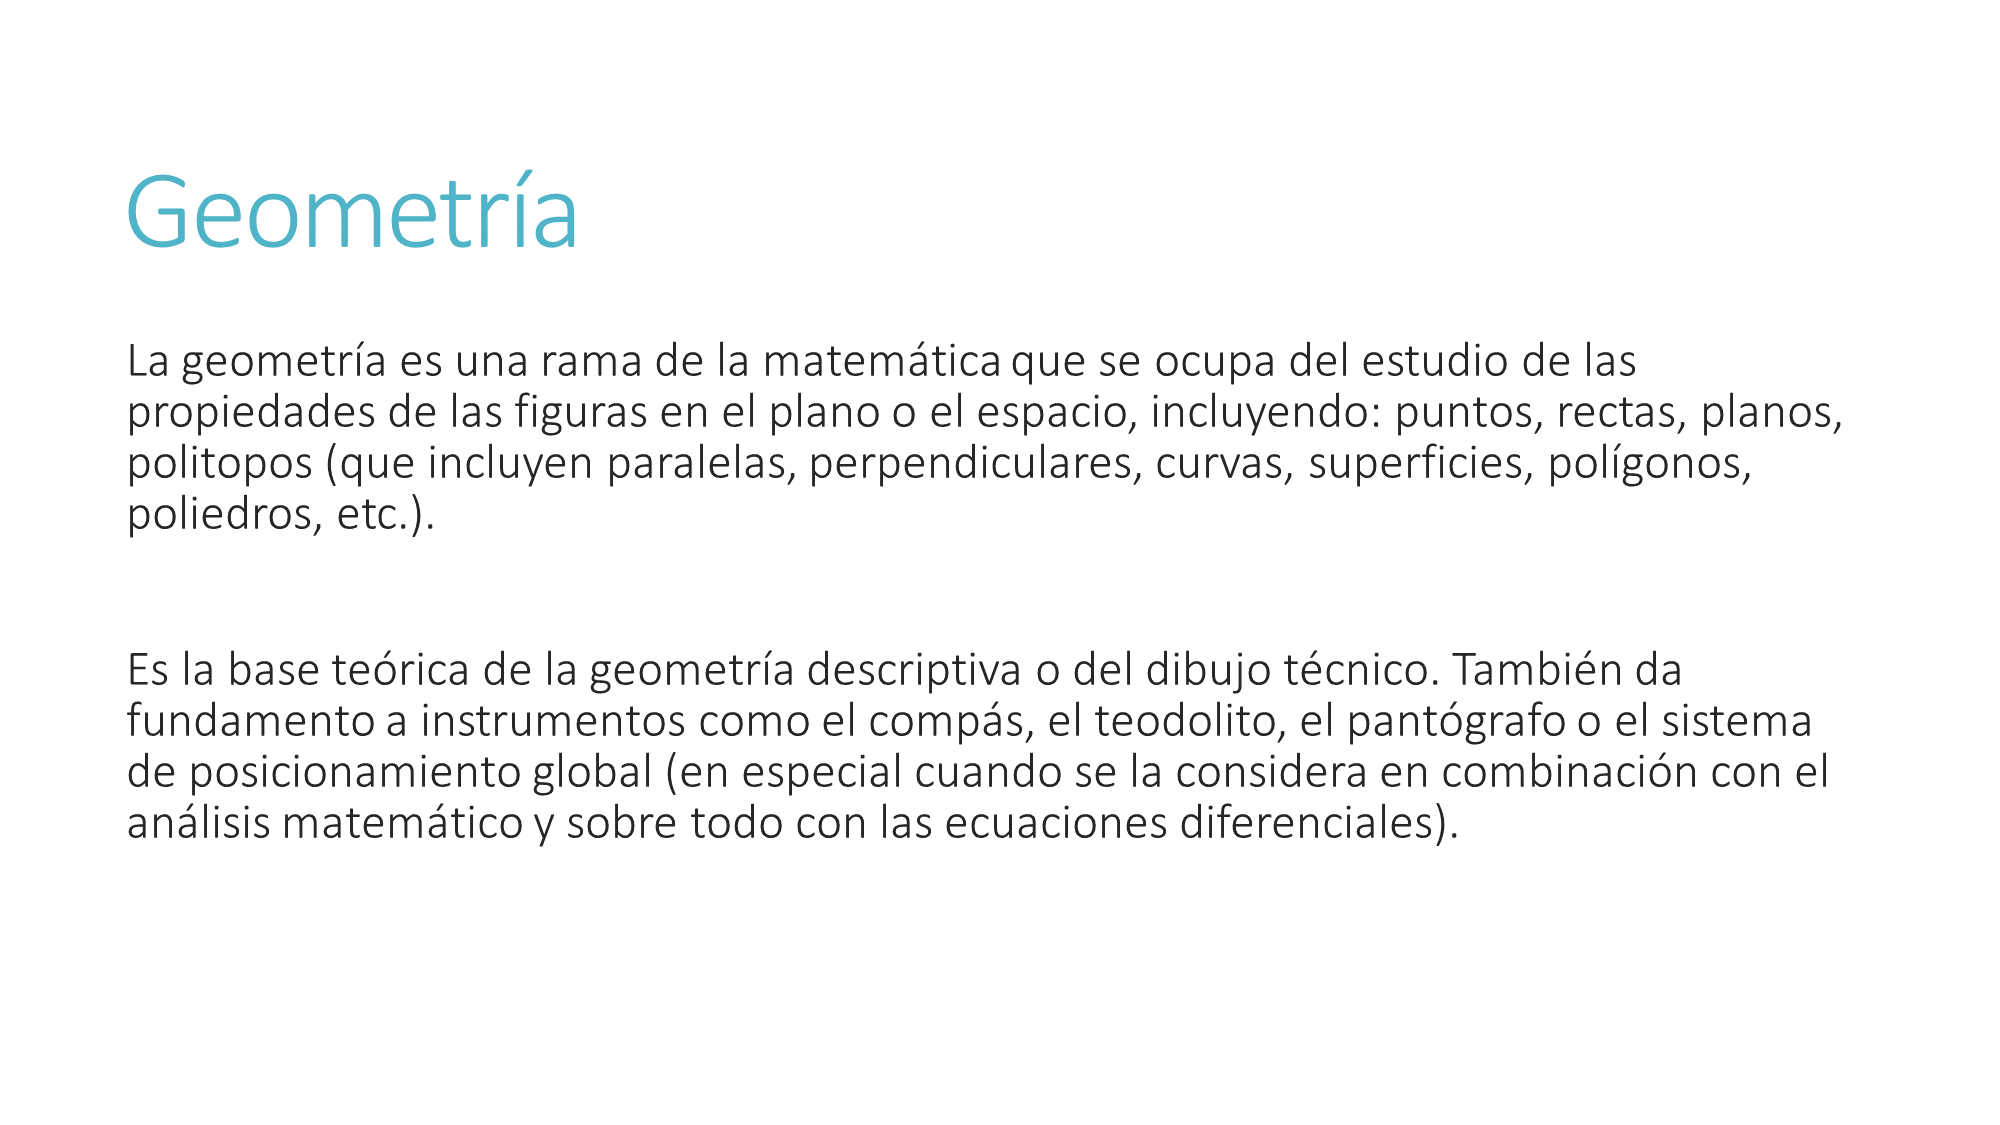 Geometría
La geometría es una rama de la matemática que se ocupa del estudio de las
propiedades de las figuras en el plano o el espacio, incluyendo: puntos, rectas, planos,
politopos (que incluyen paralelas, perpendiculares, curvas, superficies, polígonos,
poliedros, etc.).
Es la base teórica de la geometría descriptiva o del dibujo técnico. También da
fundamento a instrumentos como el compás, el teodolito, el pantógrafo o el sistema
de posicionamiento global (en especial cuando se la considera en combinación con el
análisis matemático y sobre todo con las ecuaciones diferenciales).